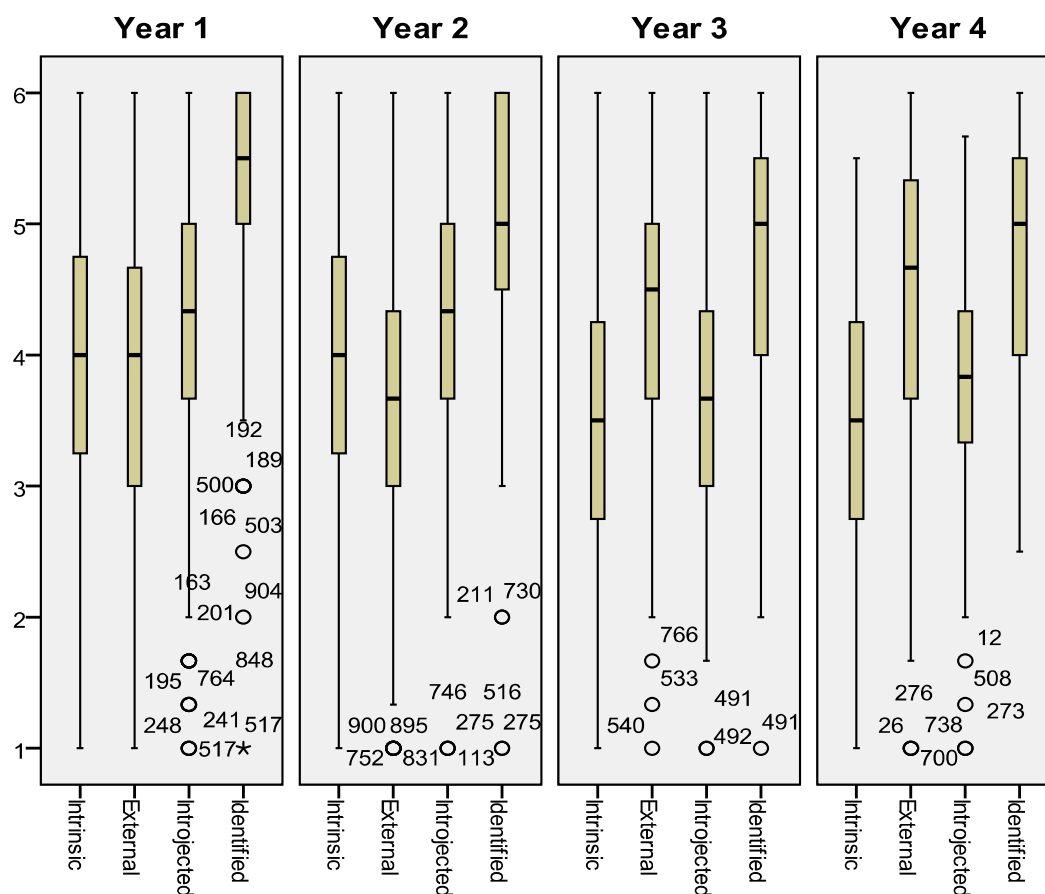 Year 1 Year 2 Year 3 Year 4
6
5
4
192
189
3
500
166 503
163 904
2
201 211 730
766 12
848
195 764 533 508
746 516 491 276 273
248 241 517 900 895 275 275 540 491 26 738
492
1
517 752 831 113 700
Intrinsic External Introjected Identified Intrinsic External Introjected Identified Intrinsic External Introjected Identified Intrinsic External Introjected Identified